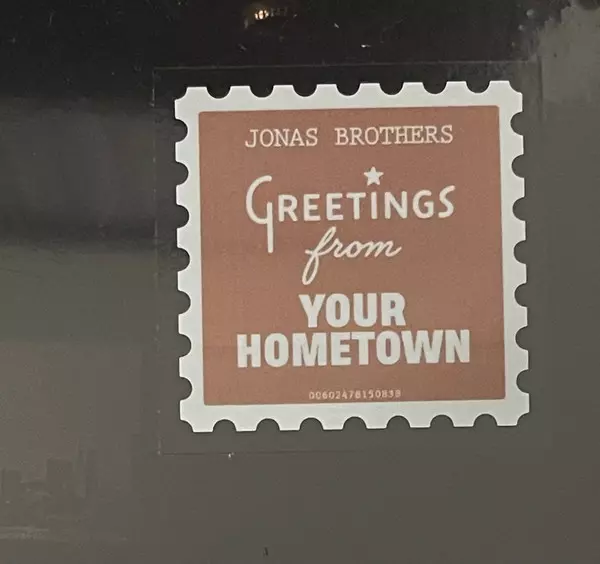 JONAS BROTHERS
GREETINGS
from
YOUR
HOMETOWN
00602478150838